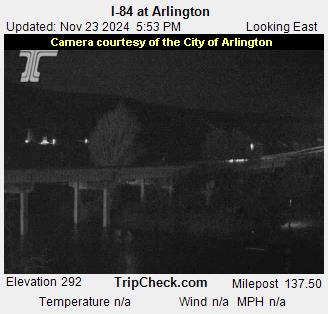 I-84 at Arlington
Updated: Nov 23 2024 5:53 PM Looking East
Camera courtesy of the City of Arlington
Elevation 292 TripCheck.com Milepost 137.50
Temperature n/a Wind n/a MPH n/a